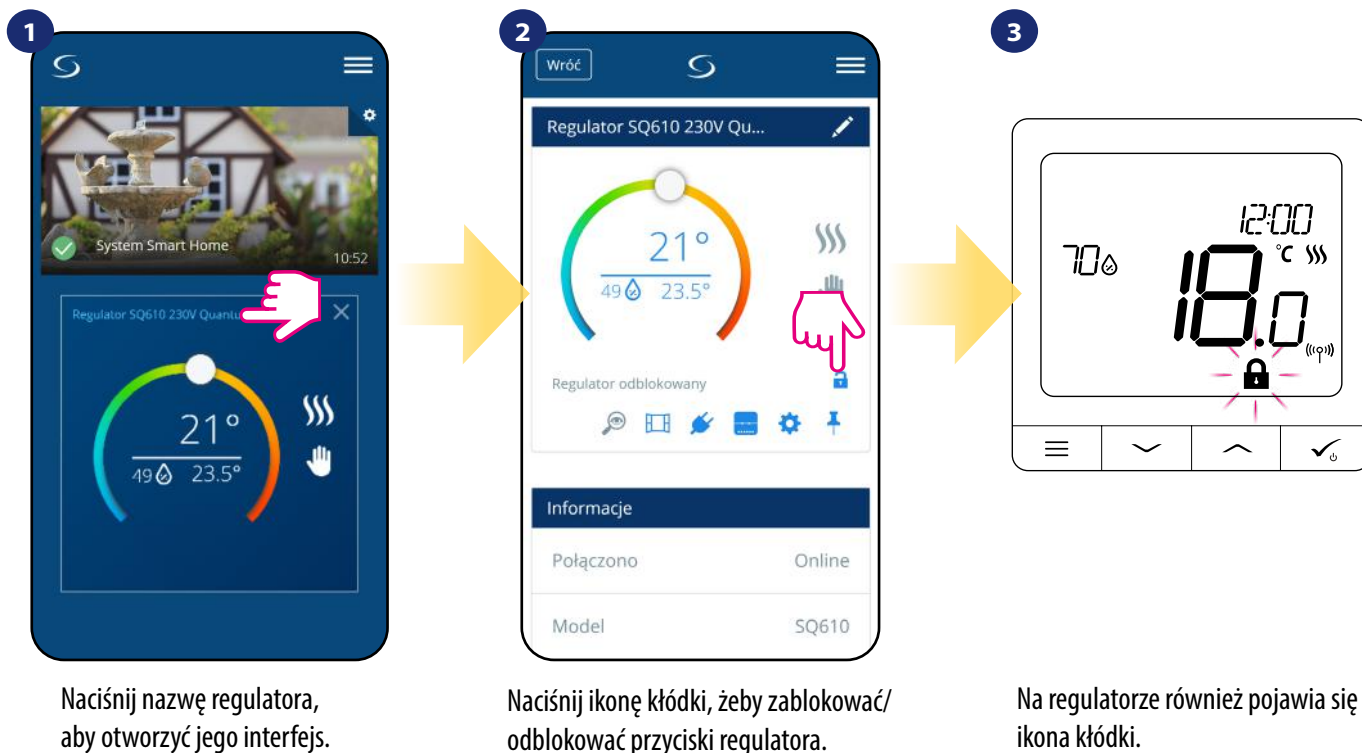 1
System Smart Home
10:52
Regulator SQ610 230V Quantu
21°
49 23.5°
Naciśnij nazwę regulatora,
aby otworzyć jego interfejs.
2
Wróć
Regulator SQ610 230V Qu...
21°
49 23.5°
Regulator odblokowany
Informacje
Połączono Online
Model SQ610
Naciśnij ikonę kłódki, żeby zablokować/
odblokować przyciski regulatora.
3
12:00
70 18.0 °C
Na regulatorze również pojawia się
ikona kłódki.